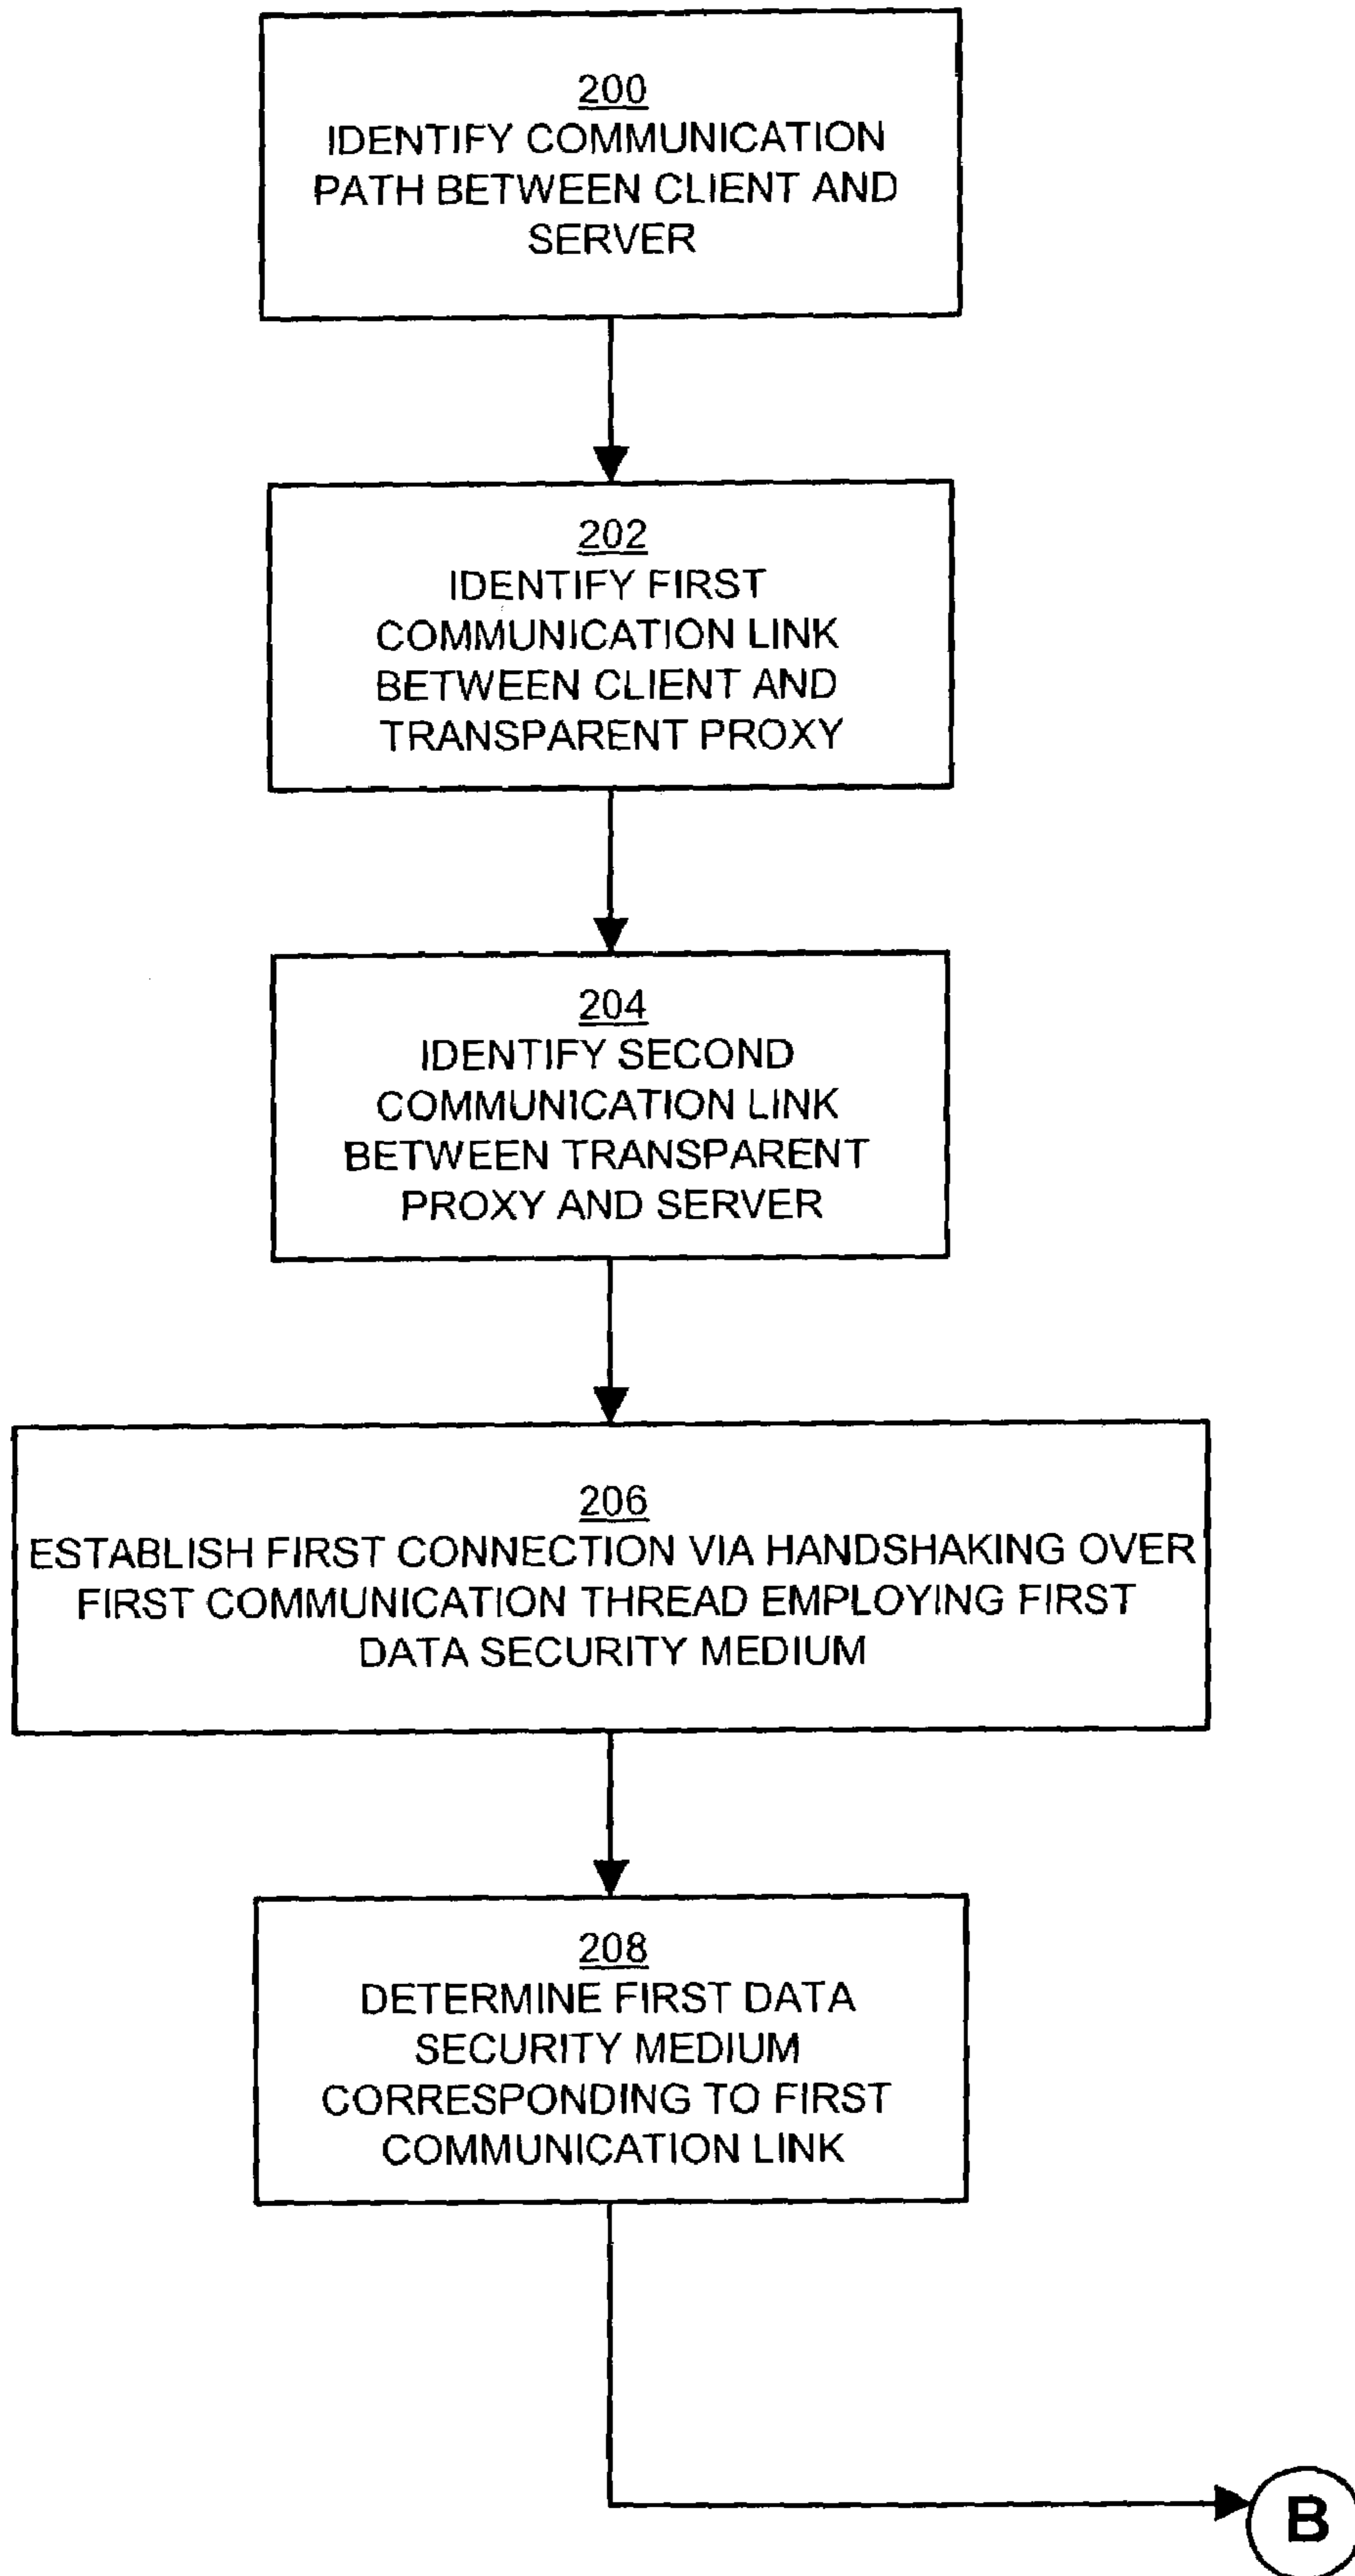 200
IDENTIFY COMMUNICATION
PATH BETWEEN CLIENT AND
SERVER
202
IDENTIFY FIRST
COMMUNICATION LINK
BETWEEN CLIENT AND
TRANSPARENT PROXY
204
IDENTIFY SECOND
COMMUNICATION LINK
BETWEEN TRANSPARENT
PROXY AND SERVER
206
ESTABLISH FIRST CONNECTION VIA HANDSHAKING OVER
FIRST COMMUNICATION THREAD EMPLOYING FIRST
DATA SECURITY MEDIUM
208
DETERMINE FIRST DATA
SECURITY MEDIUM
CORRESPONDING TO FIRST
COMMUNICATION LINK
B